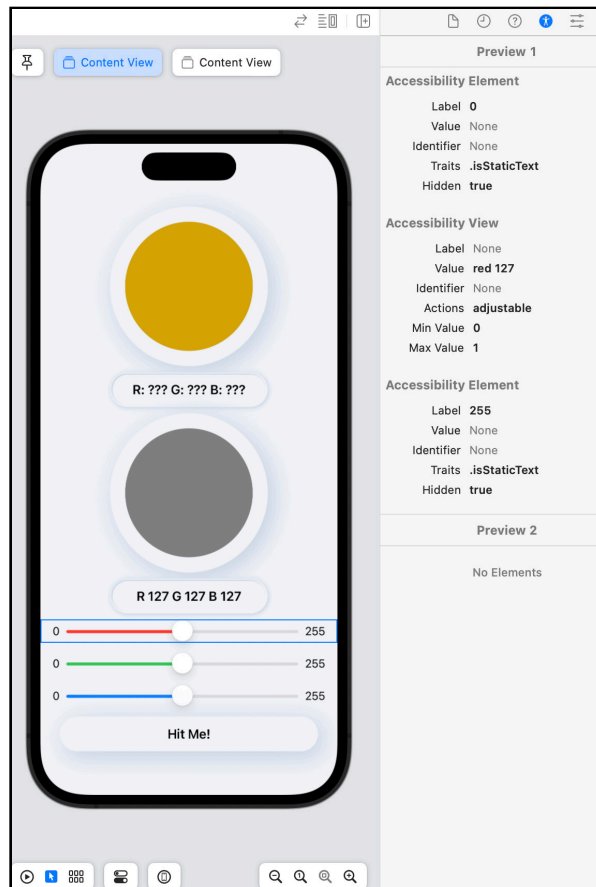 Content View
Content View
R: ??? G: ??? B: ???
R 127 G 127 B 127
0 255
0 255
0 255
Hit Me!
Preview 1
Accessibility Element
Label 0
Value None
Identifier None
Traits .isStaticText
Hidden true
Accessibility View
Label None
Value red 127
Identifier None
Actions adjustable
Min Value 0
Max Value 1
Accessibility Element
Label 255
Value None
Identifier None
Traits .isStaticText
Hidden true
Preview 2
No Elements